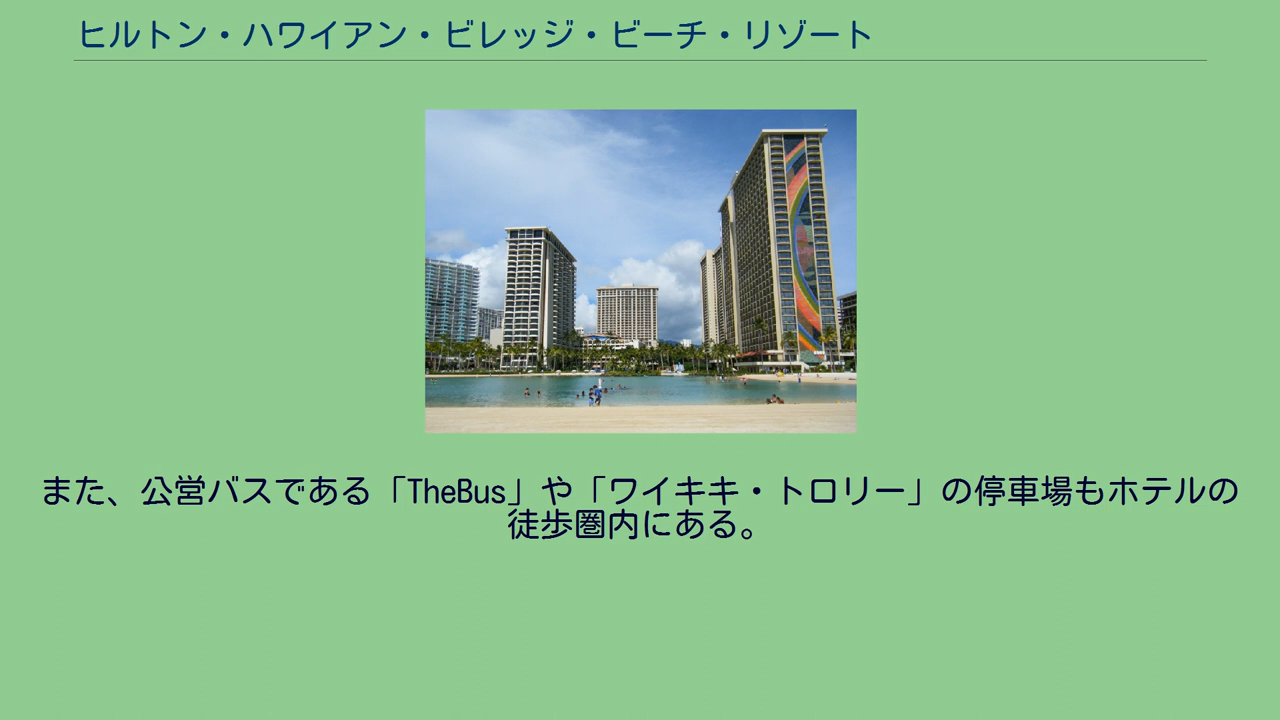 ヒルトン・ハワイアン・ビレッジ・ビーチ・リゾート
また、公営バスである「TheBus」や「ワイキキ・トロリー」の停車場もホテルの
徒歩圏内にある。